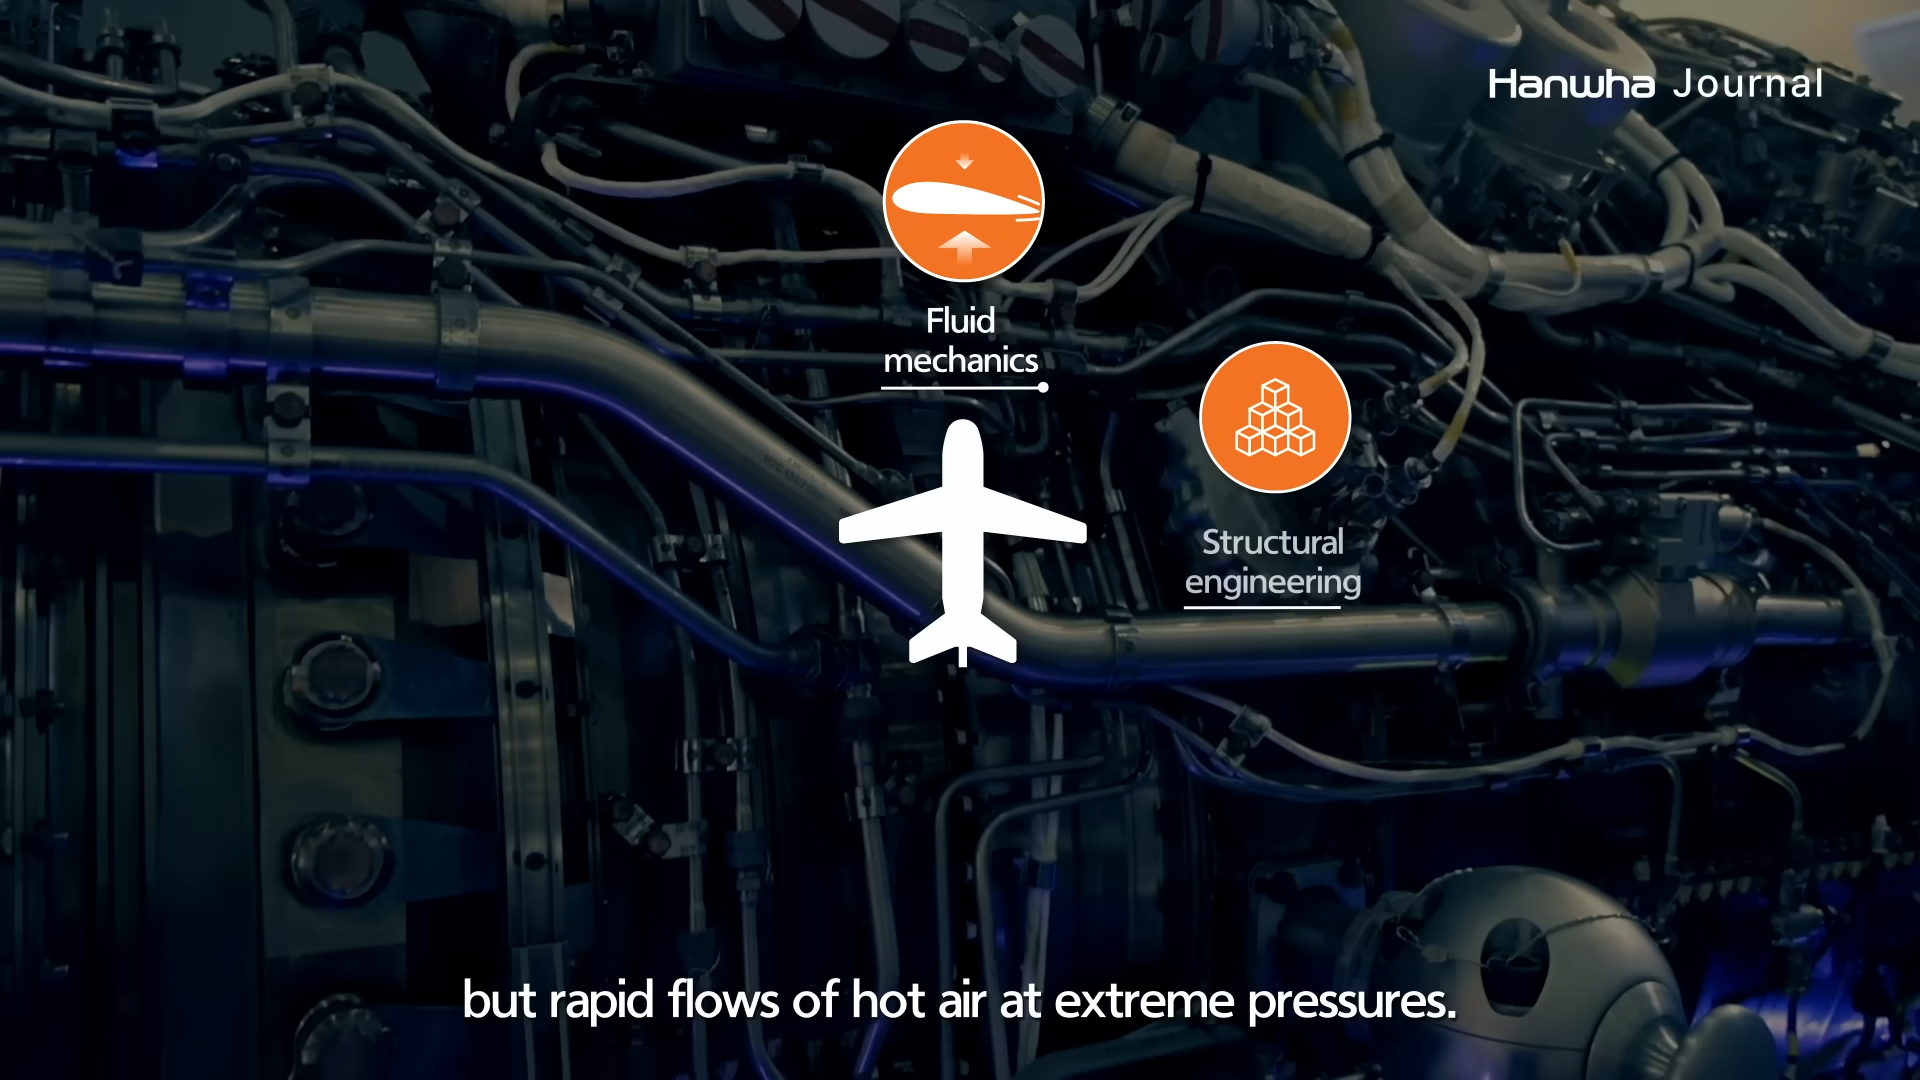 Hanwha Journal
Fluid
mechanics
Structural
engineering
but rapid flows of hot air at extreme pressures.